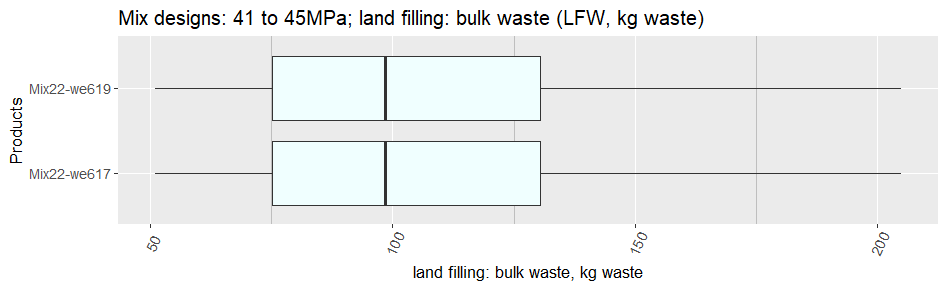 Mix designs: 41 to 45MPa; land filling: bulk waste (LFW, kg waste)
Products
Mix22-we619
Mix22-we617
50
100
150
200
land filling: bulk waste, kg waste